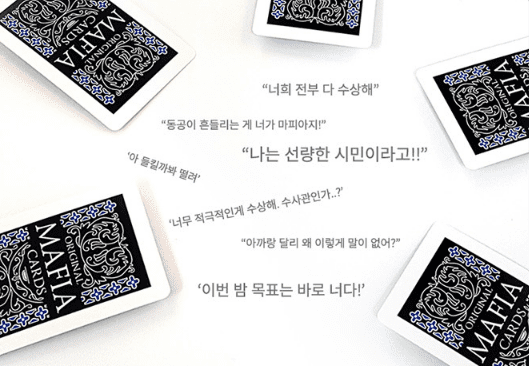 MAFIA
ORIGINAL
CARDS
ORIGINAL
MAFIA
ORIGINAL
“너희 전부 다 수상해”
“동공이 흔들리는 게 너가 마피아지!”
“나는 선량한 시민이라고!!”
‘아 들킬까봐 떨려’
‘너무 적극적인게 수상해. 수사관인가..?’
“아까랑 달리 왜 이렇게 말이 없어?”
‘이번 밤 목표는 바로 너다!’
ORIGINAL
MAFIA
CARDS
ORIGINAL
MAFIA
CARDS